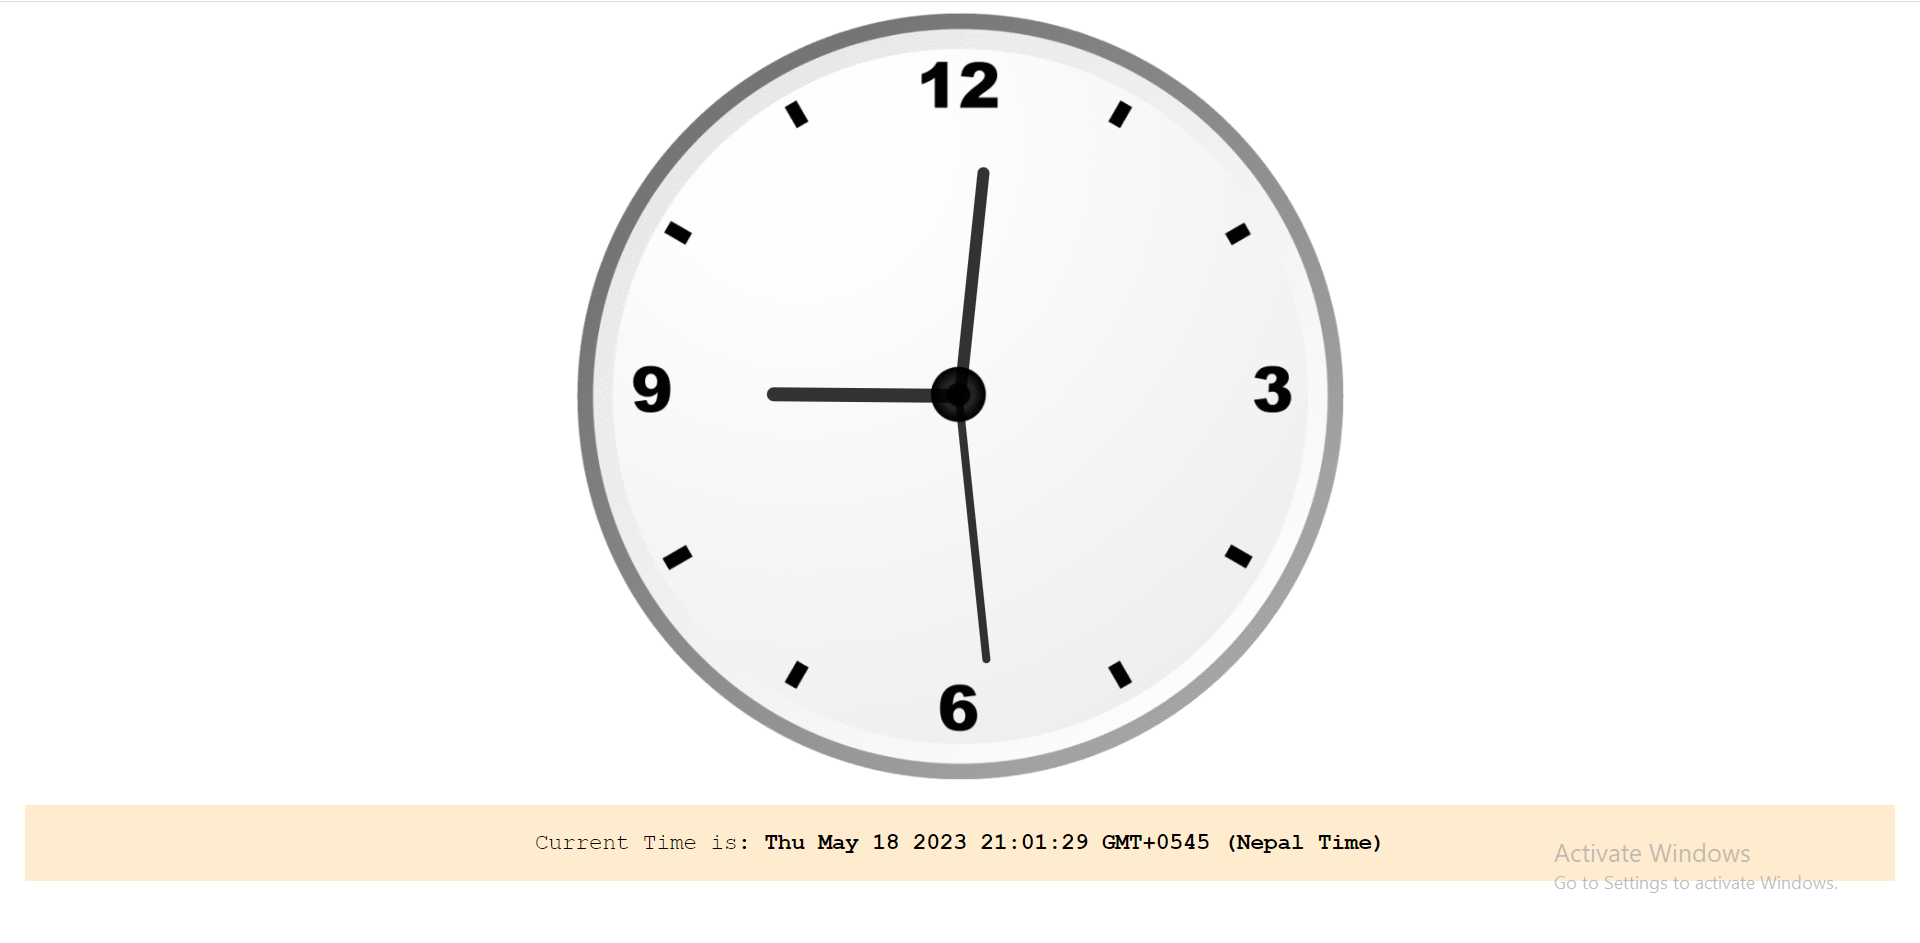 12
9
3
6
Current Time is: Thu May 18 2023 21:01:29 GMT+0545 (Nepal Time)
Activate Windows
Go to Settings to activate Windows.